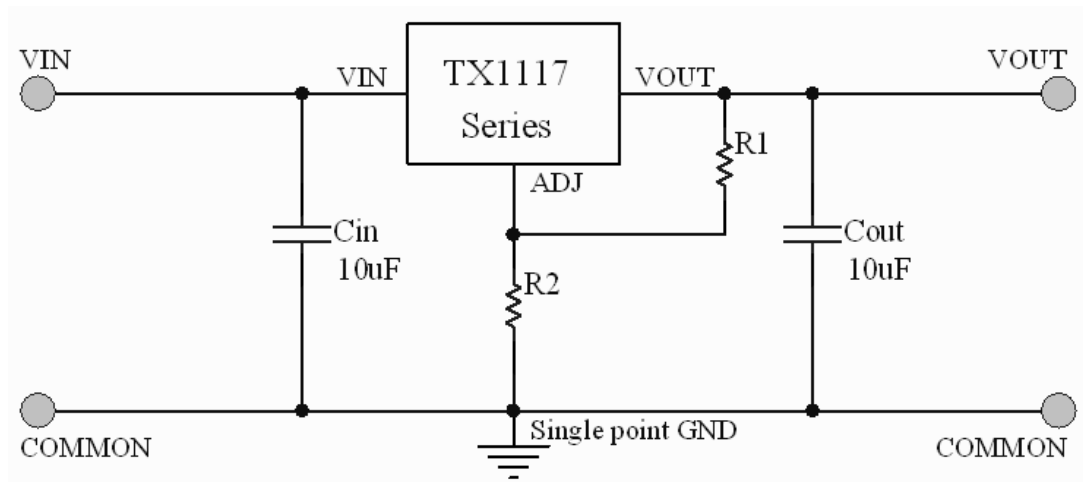 VIN
VOUT
VIN
TX1117
Series
VOUT
R1
ADJ
Cin
10uF
Cout
10uF
R2
Single point GND
COMMON
COMMON